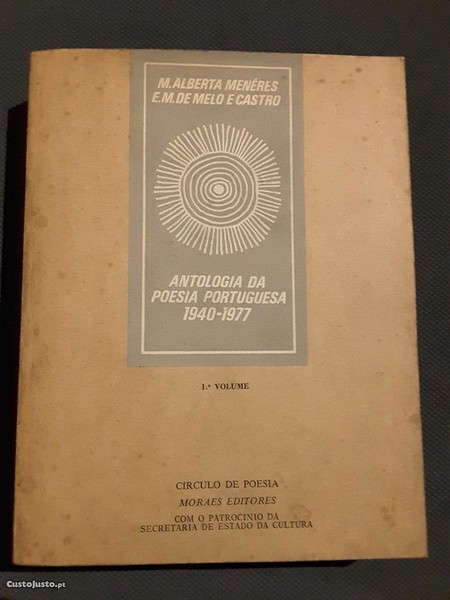 M. ALBERTA MENÉRES
E. M. DE MELO E CASTRO
ANTOLOGIA DA
POESIA PORTUGUESA
1940-1977
1.º VOLUME
CIRCULO DE POESIA
MORAES EDITORES
COM O PATROCINIO DA
SECRETARIA DE ESTADO DA CULTURA
CustoJusto.pt